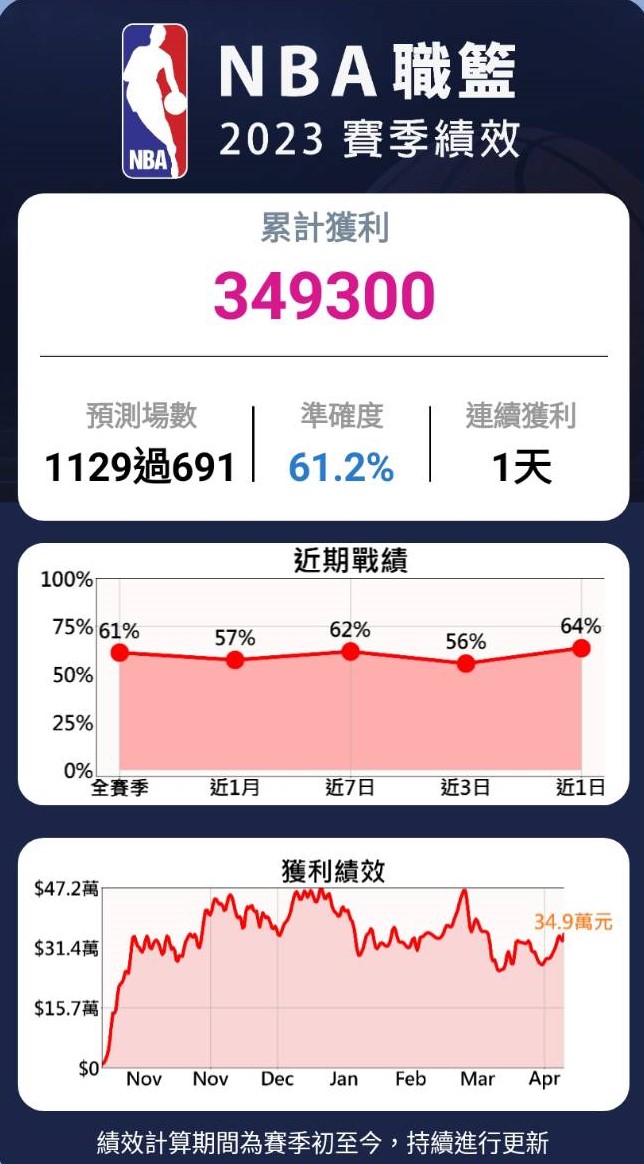 NBA 職籃
2023 賽季績效
NBA
累計獲利
349300
預測場數 準確度 連續獲利
1129過691 61.2% 1天
近期戰績
100%
75%
50%
25%
0%
61% 57% 62% 56% 64%
全賽季 近1月 近7日 近3日 近1日
獲利績效
$47.2萬
$31.4萬
$15.7萬
$0
34.9萬元
Nov Nov Dec Jan Feb Mar Apr
績效計算期間為賽季初至今，持續進行更新